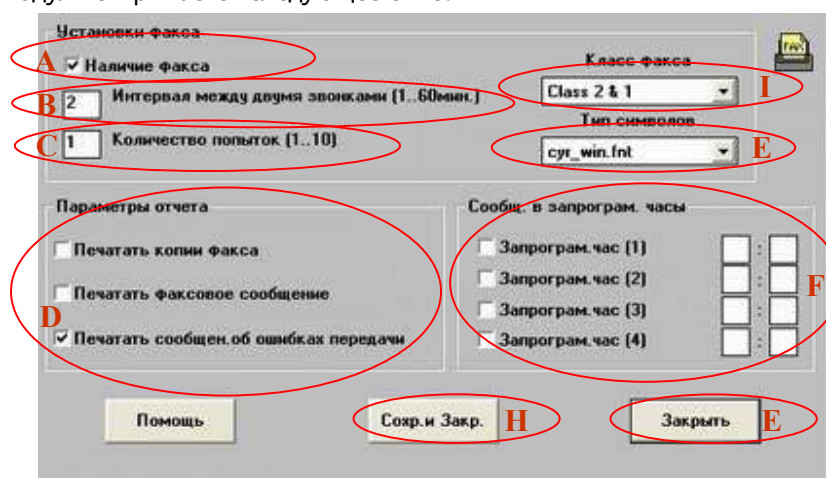 Установки факса
A Наличие факса
Класс факса
FAX
B 2 Интервал между двумя звонками (1..60мин.)
Class 2 & 1 I
C 1 Количество попыток (1..10)
Тип символов
cyr_win.fnt E
Параметры отчета
Сообщ. в запрограм. часы
Печатать копии факса
Запрограм.час (1) :
Запрограм.час (2) :
Печатать факсовое сообщение
F
D
Запрограм.час (3) :
Печатать сообщен.об ошибках передачи
Запрограм.час (4) :
Помощь
Сохр.и Закр. H
Закрыть E